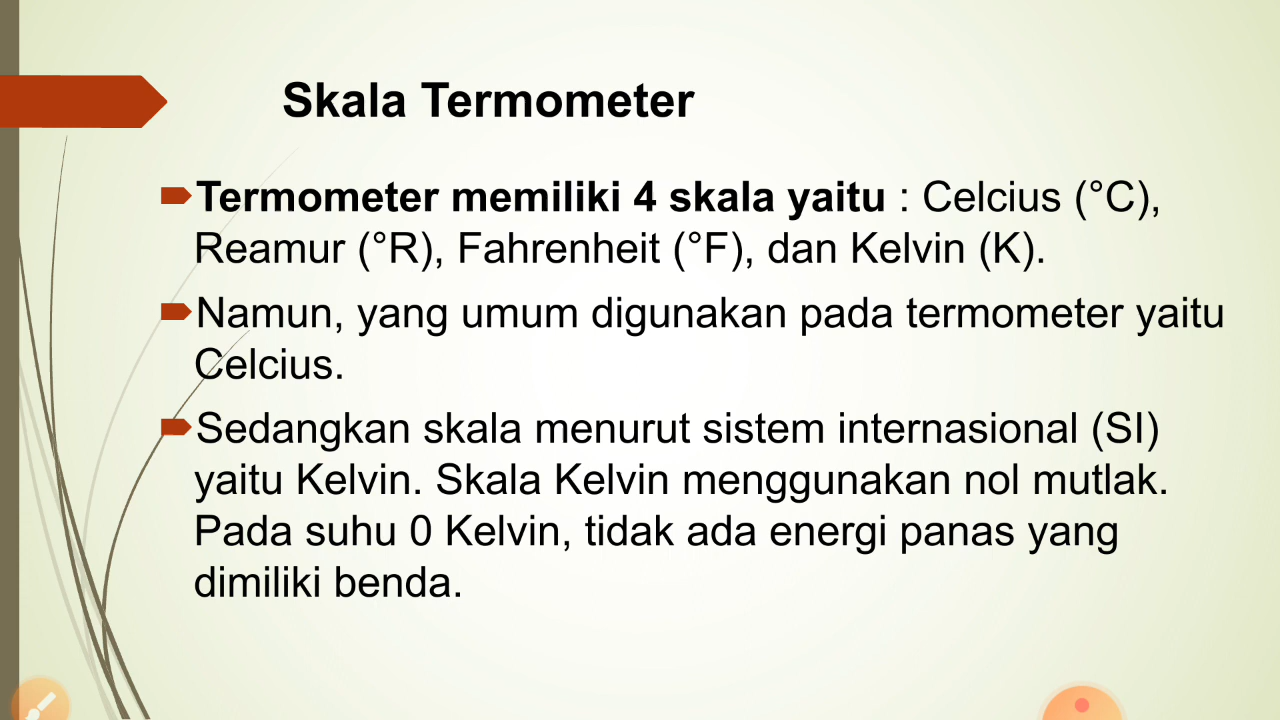 Skala Termometer
Termometer memiliki 4 skala yaitu : Celcius (°C),
Reamur (°R), Fahrenheit (°F), dan Kelvin (K).
Namun, yang umum digunakan pada termometer yaitu
Celcius.
Sedangkan skala menurut sistem internasional (SI)
yaitu Kelvin. Skala Kelvin menggunakan nol mutlak.
Pada suhu 0 Kelvin, tidak ada energi panas yang
dimiliki benda.